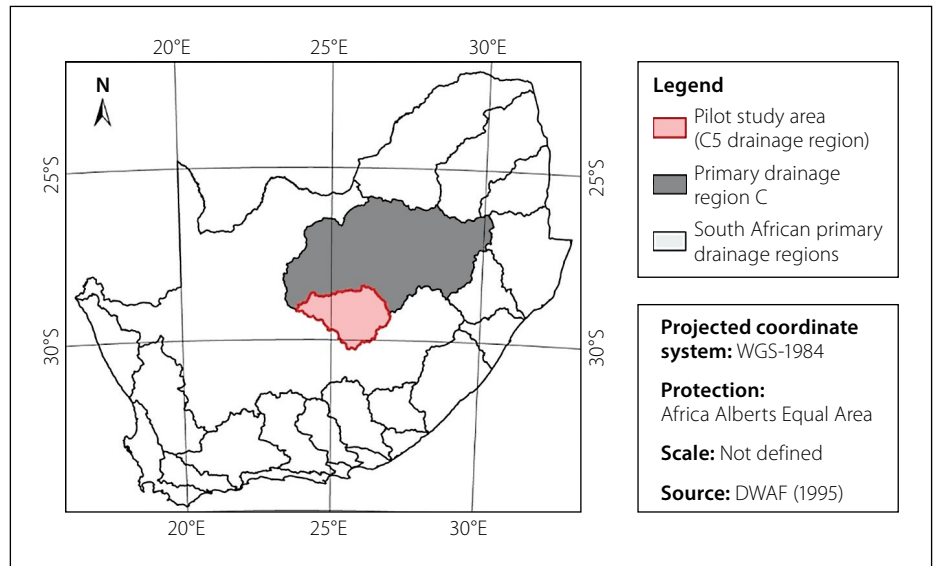 20°E 25°E 30°E
N
25°S 25°S
30°S 30°S
20°E 25°E 30°E
Legend
Pilot study area
(C5 drainage region)
Primary drainage
region C
South African primary
drainage regions
Projected coordinate
system: WGS-1984
Protection:
Africa Alberts Equal Area
Scale: Not defined
Source: DWAF (1995)